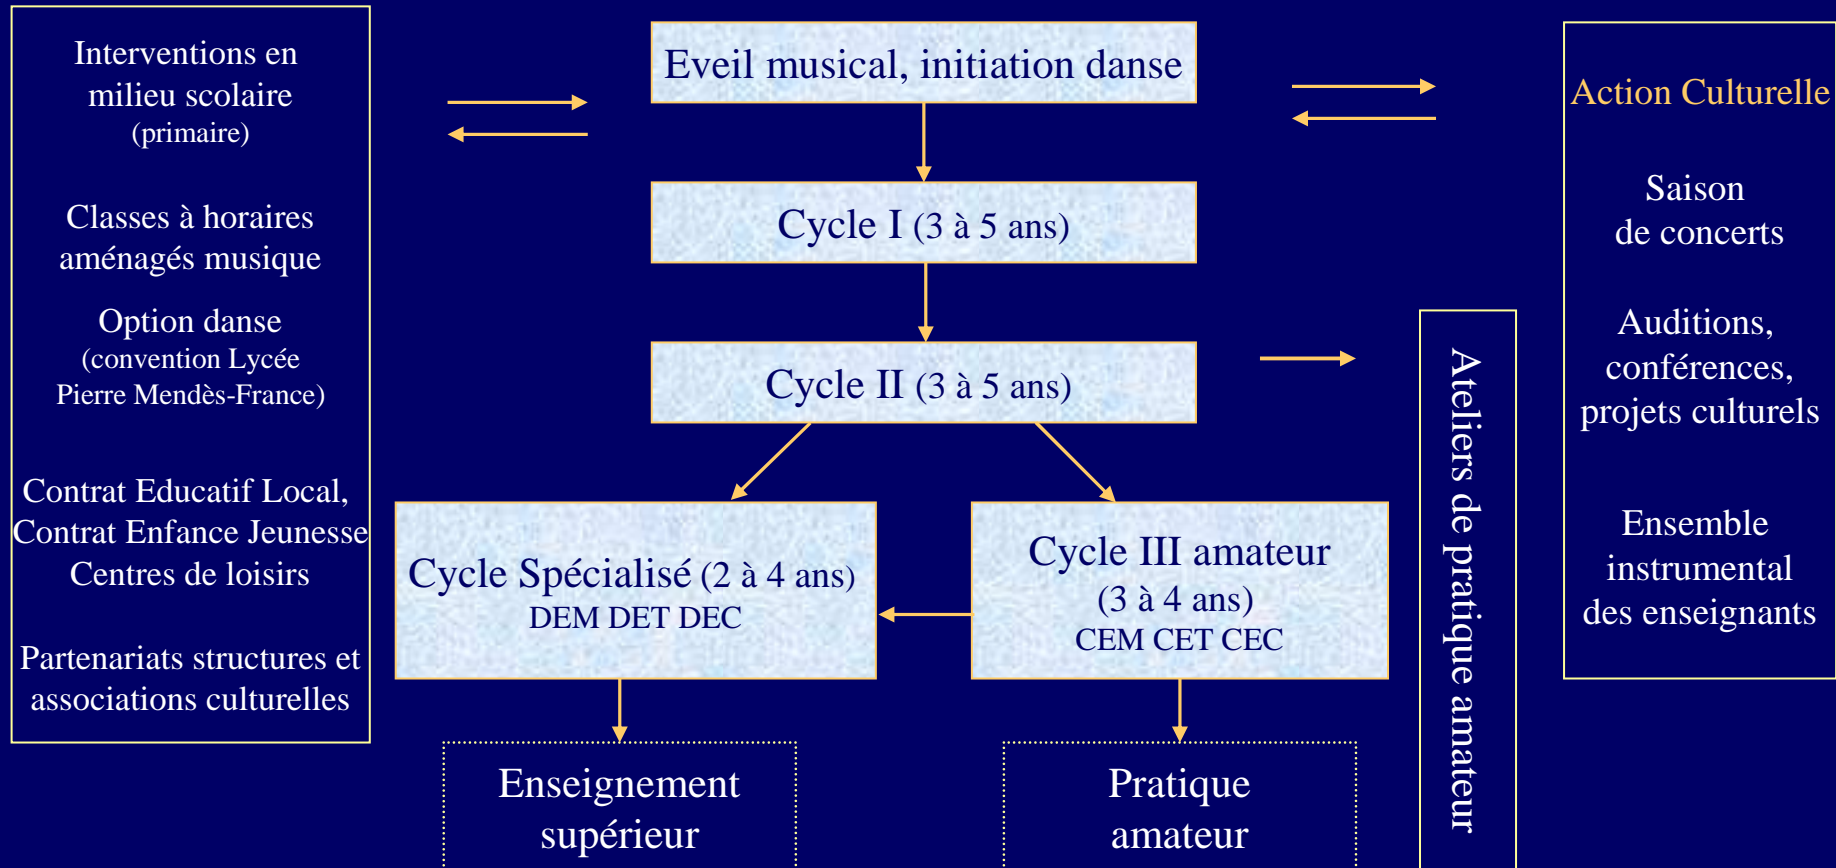 Interventions en
milieu scolaire
(primaire)
Classes à horaires
aménagés musique
Option danse
(convention Lycée
Pierre Mendès-France)
Contrat Educatif Local,
Contrat Enfance Jeunesse
Centres de loisirs
Partenariats structures et
associations culturelles
Eveil musical, initiation danse
Cycle I (3 à 5 ans)
Cycle II (3 à 5 ans)
Cycle Spécialisé (2 à 4 ans)
DEM DET DEC
Cycle III amateur
(3 à 4 ans)
CEM CET CEC
Enseignement
supérieur
Pratique
amateur
Ateliers de pratique amateur
Action Culturelle
Saison
de concerts
Auditions,
conférences,
projets culturels
Ensemble
instrumental
des enseignants